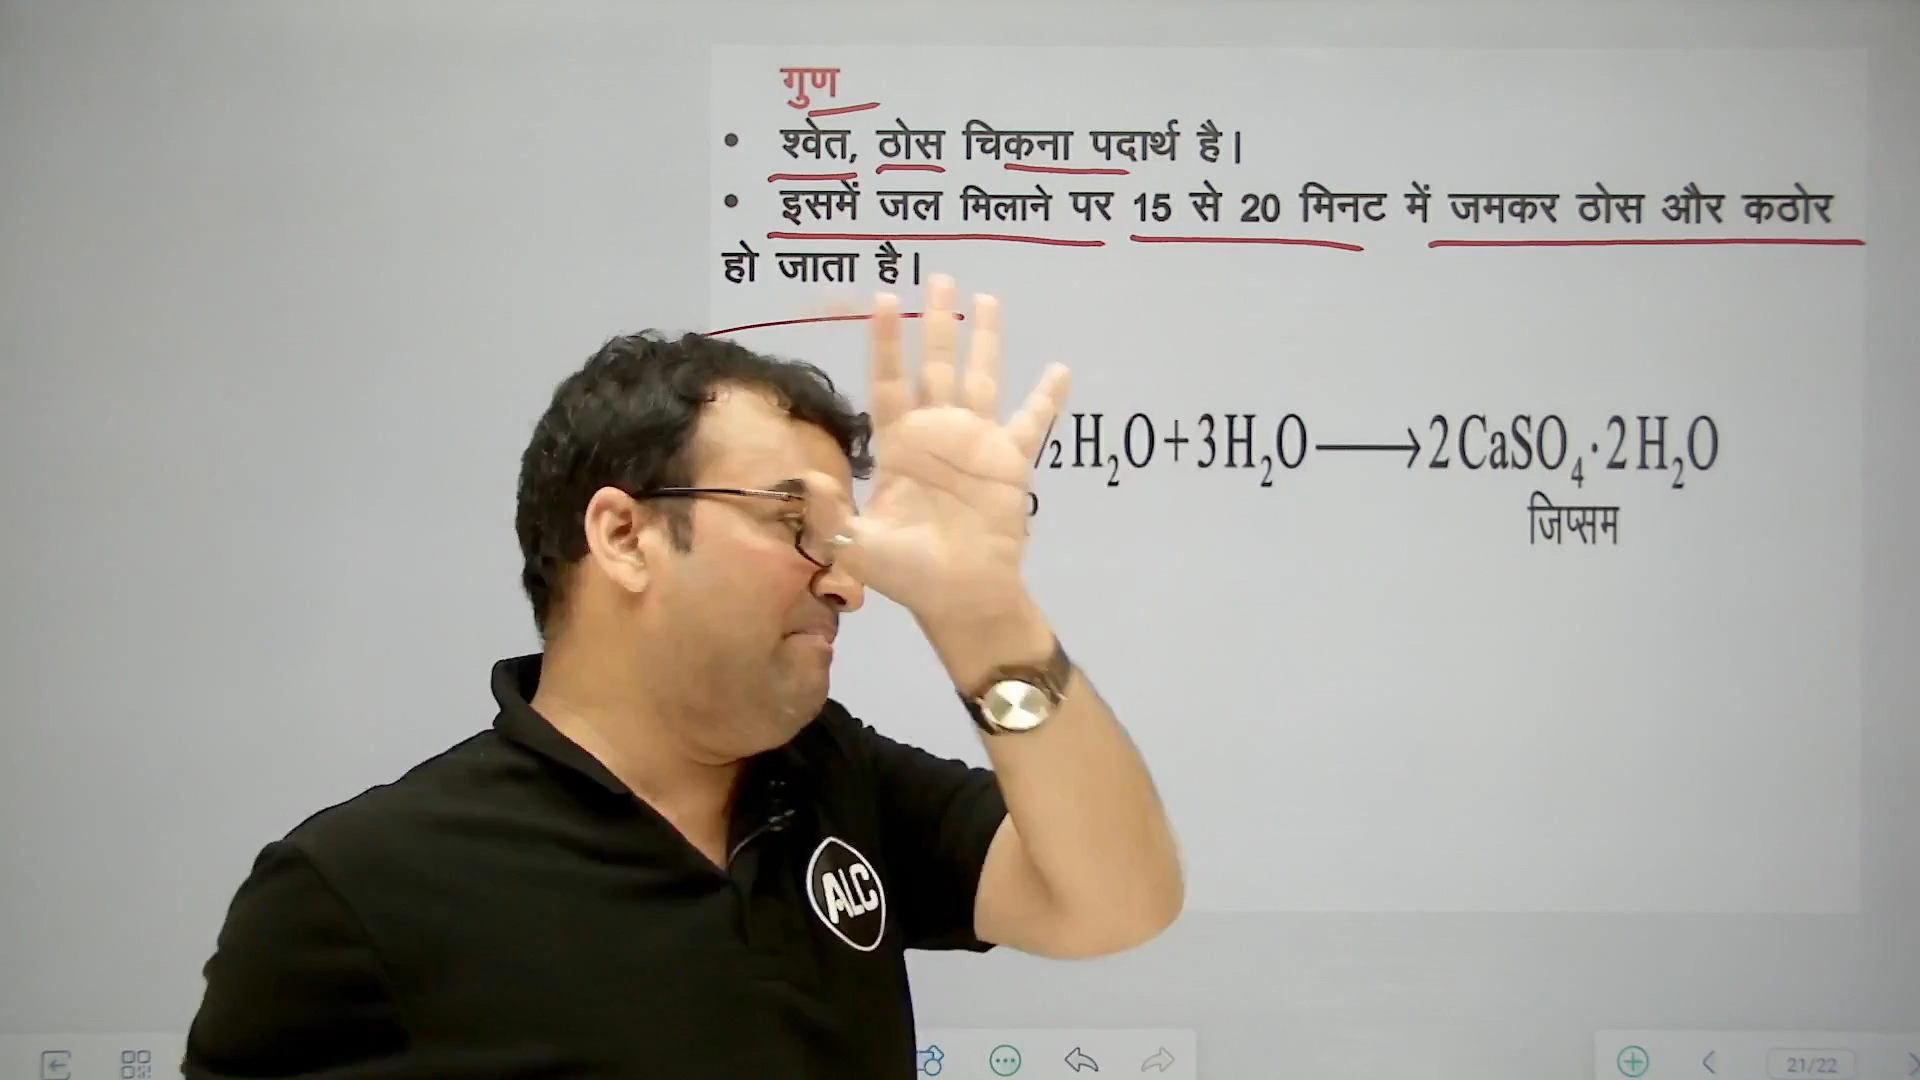 गुण
• श्वेत, ठोस चिकना पदार्थ है।
• इसमें जल मिलाने पर 15 से 20 मिनट में जमकर ठोस और कठोर
हो जाता है।
½H₂O+3H₂O⟶2CaSO₄·2H₂O
जिप्सम
ALC
21/22